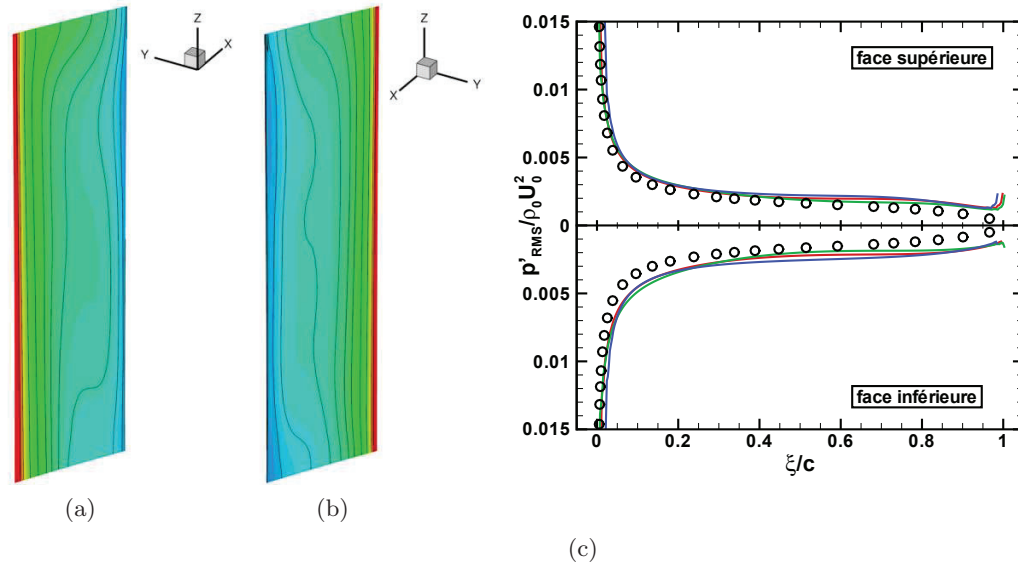 Z
Y
X
Z
X
Y
(a)
(b)
0.015
0.01
0.005
0
0.005
0.01
0.015
p'RMS/ρ0U0²
face supérieure
face inférieure
0
0.2
0.4
0.6
0.8
1
ξ/c
(c)